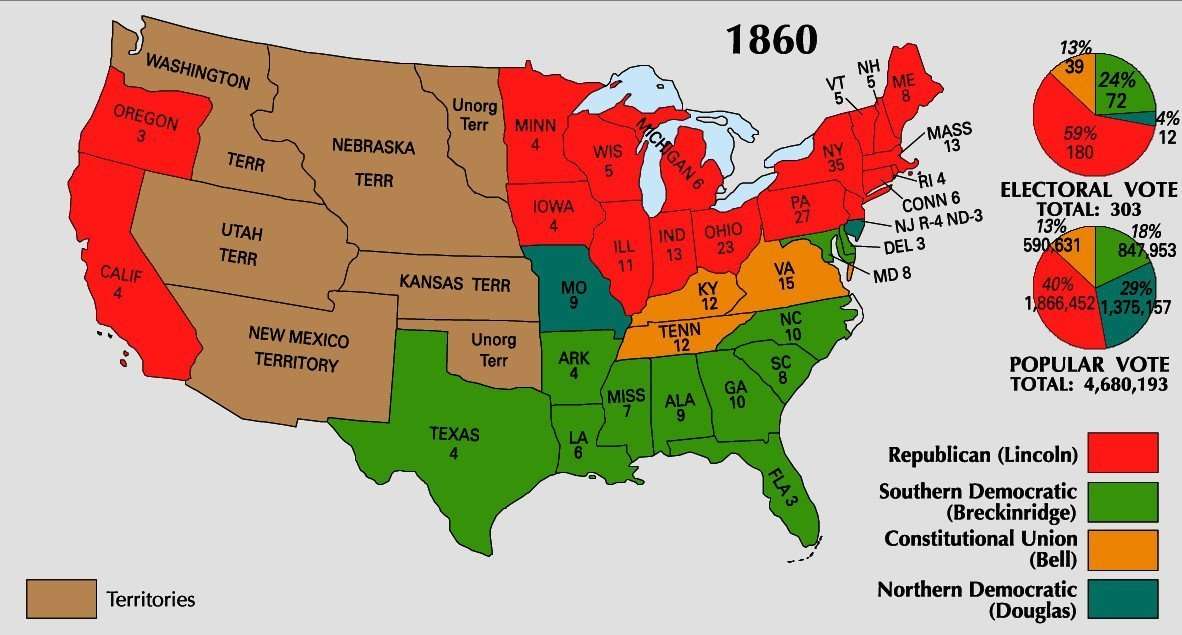 1860
WASHINGTON
TERR
OREGON
3
CALIF
4
NEBRASKA
TERR
Unorg
Terr
UTAH
TERR
KANSAS TERR
NEW MEXICO
TERRITORY
Unorg
Terr
TEXAS
4
MINN
4
WIS
5
MICHIGAN 6
IOWA
4
ILL
11
IND
13
OHIO
23
MO
9
KY
12
TENN
12
VA
15
ARK
4
LA
6
MISS
7
ALA
9
GA
10
FLA 3
SC
8
NC
10
PA
27
NY
35
VT
5
NH
5
ME
8
MASS
13
RI 4
CONN 6
NJ R-4 ND-3
DEL 3
MD 8
13%
39
24%
72
4%
12
59%
180
ELECTORAL VOTE
TOTAL: 303
13%
590,631
18%
847,953
40%
1,866,452
29%
1,375,157
POPULAR VOTE
TOTAL: 4,680,193
Republican (Lincoln)
Southern Democratic
(Breckinridge)
Constitutional Union
(Bell)
Northern Democratic
(Douglas)
Territories